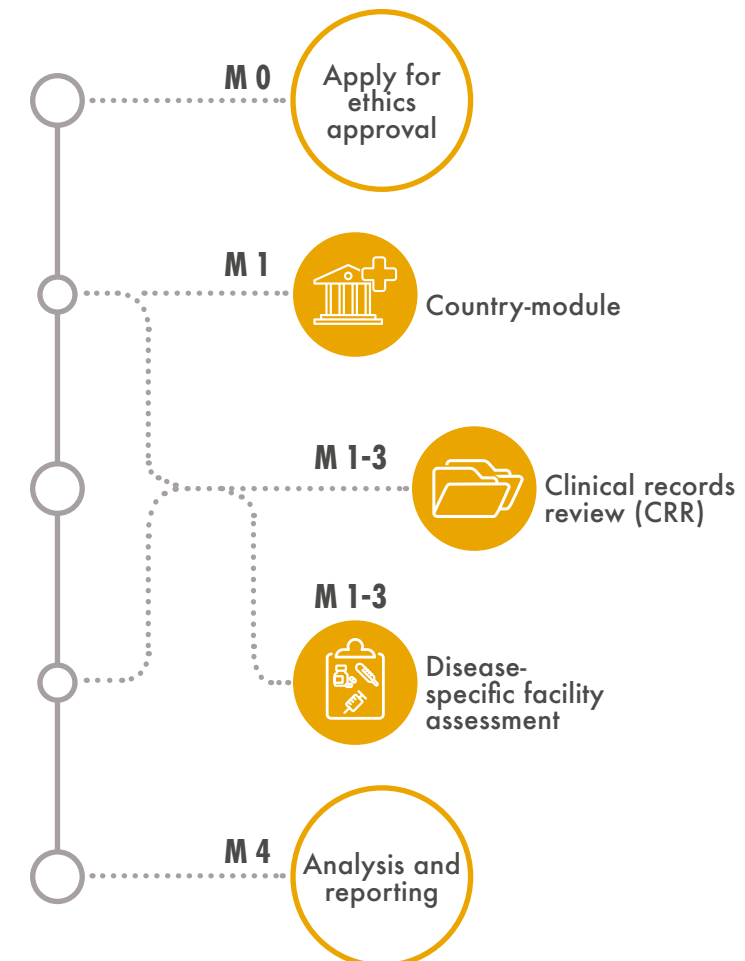 M 0
Apply for
ethics
approval
M 1
Country-module
M 1-3
Clinical records
review (CRR)
M 1-3
Disease-
specific facility
assessment
M 4
Analysis and
reporting